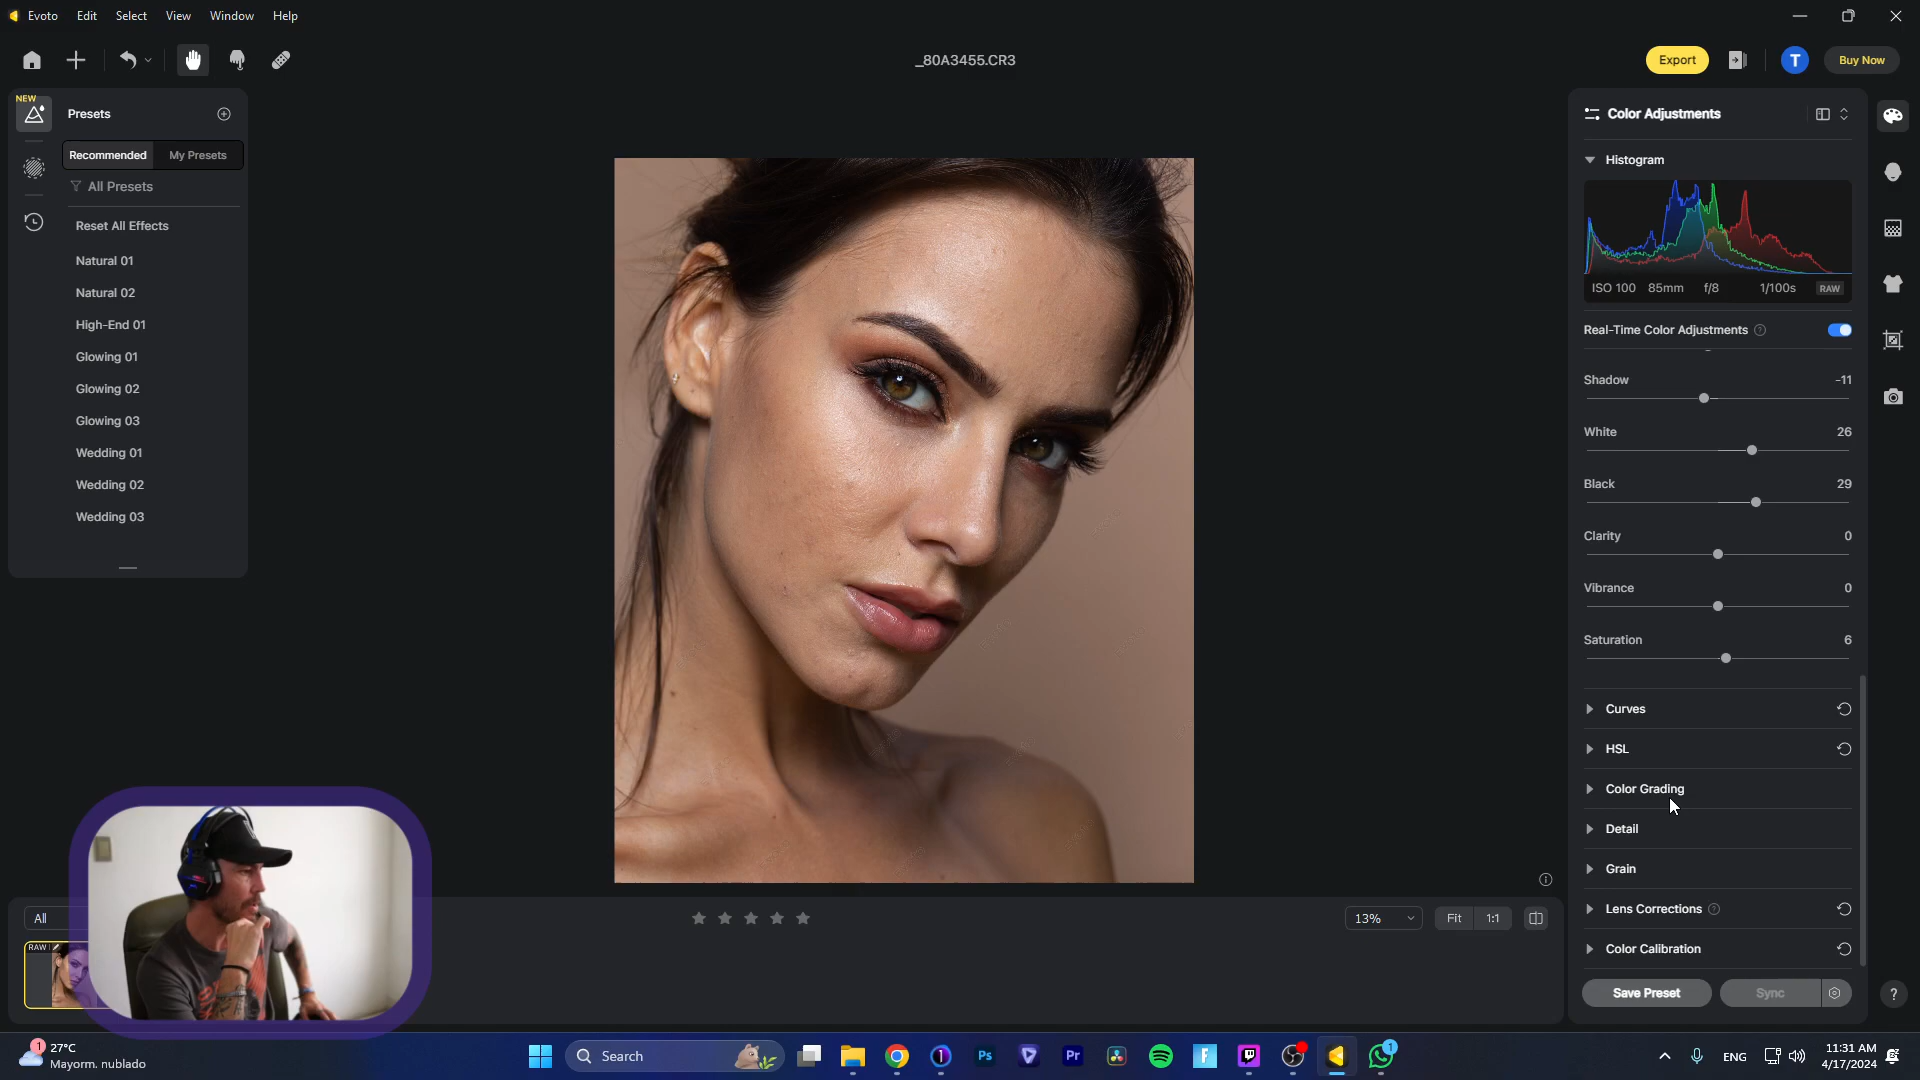 Evoto Edit Select View Window Help
_80A3455.CR3
Export
T
Buy Now
NEW
Presets
Recommended My Presets
All Presets
Reset All Effects
Natural 01
Natural 02
High-End 01
Glowing 01
Glowing 02
Glowing 03
Wedding 01
Wedding 02
Wedding 03
Color Adjustments
Histogram
ISO 100 85mm f/8 1/100s RAW
Real-Time Color Adjustments ?
Shadow -11
White 26
Black 29
Clarity 0
Vibrance 0
Saturation 6
Curves
HSL
Color Grading
Detail
Grain
Lens Corrections ?
Color Calibration
Save Preset Sync
?
All
13% Fit 1:1
RAW
1
27°C
Mayorm. nublado
Search
Ps
Pr
F
1
ENG
11:31 AM
4/17/2024